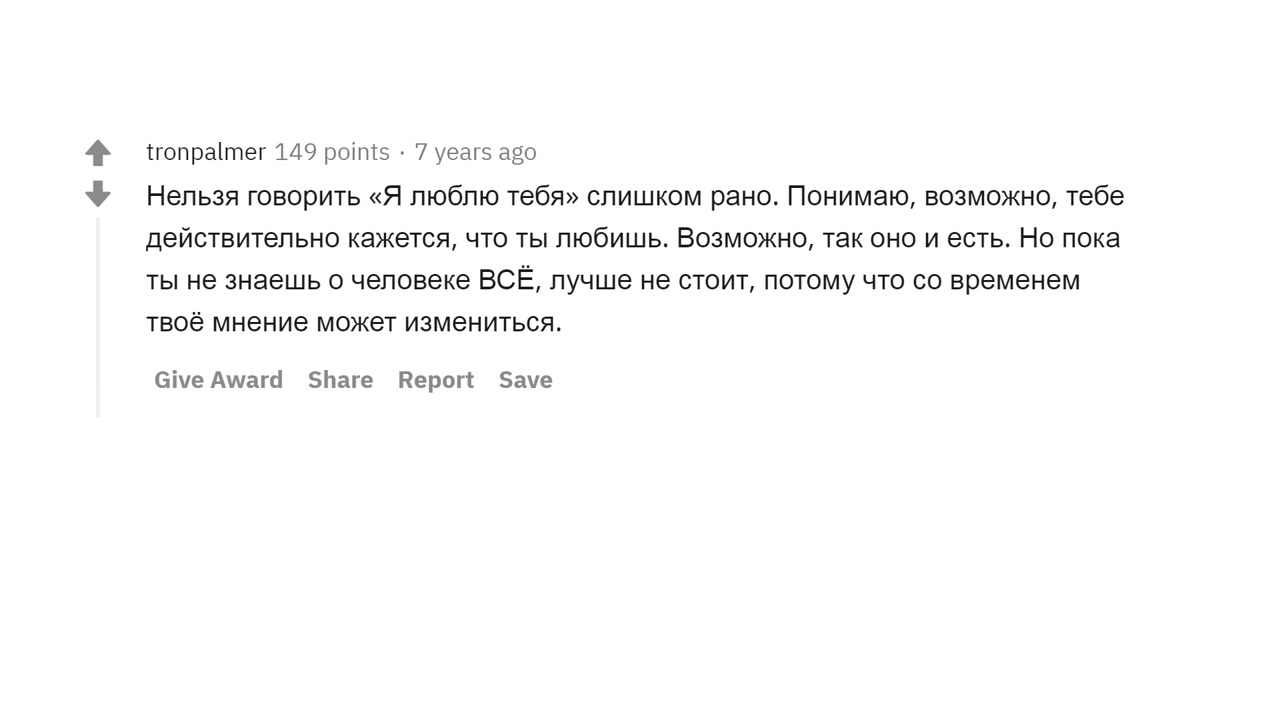 tronpalmer 149 points · 7 years ago
Нельзя говорить «Я люблю тебя» слишком рано. Понимаю, возможно, тебе
действительно кажется, что ты любишь. Возможно, так оно и есть. Но пока
ты не знаешь о человеке ВСЁ, лучше не стоит, потому что со временем
твоё мнение может измениться.
Give Award Share Report Save